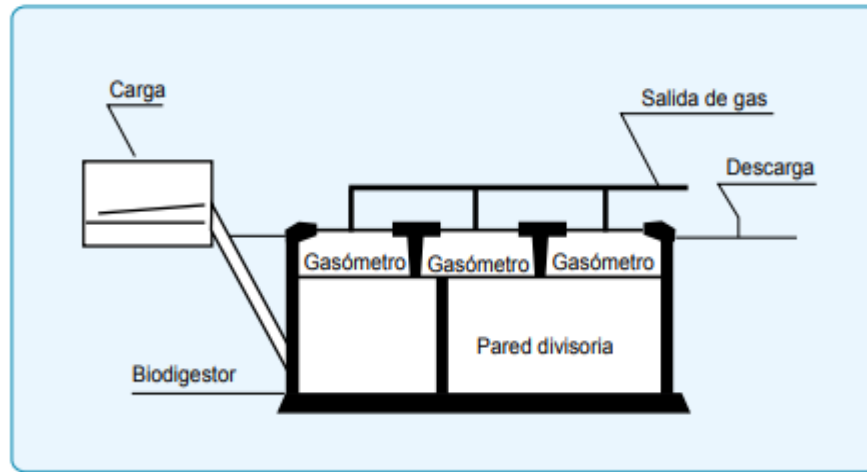 Carga
Salida de gas
Descarga
Gasómetro
Gasómetro
Gasómetro
Pared divisoria
Biodigestor